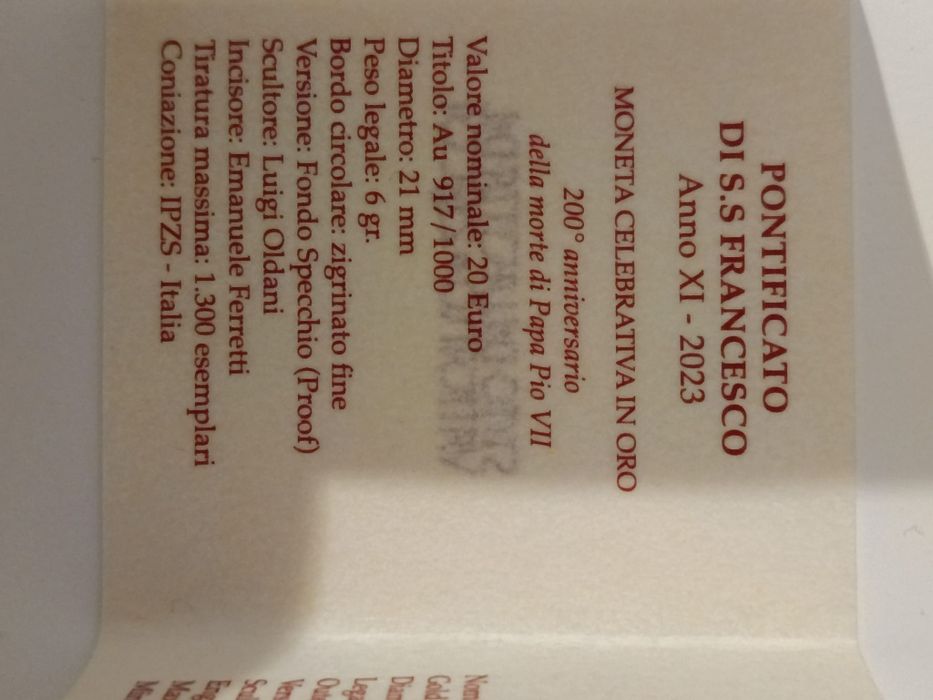 PONTIFICATO
DI S.S FRANCESCO
Anno XI - 2023
MONETA CELEBRATIVA IN ORO
200° anniversario
della morte di Papa Pio VII
Valore nominale: 20 Euro
Titolo: Au 917/1000
Diametro: 21 mm
Peso legale: 6 gr.
Bordo circolare: zigrinato fine
Versione: Fondo Specchio (Proof)
Scultore: Luigi Oldani
Incisore: Emanuele Ferretti
Tiratura massima: 1.300 esemplari
Coniazione: IPZS - Italia